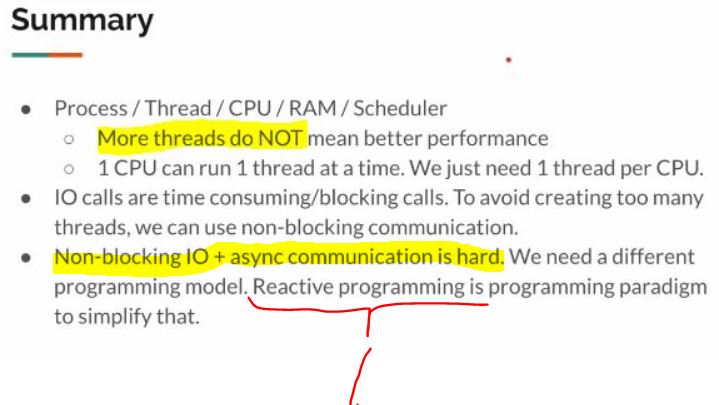 Summary
● Process / Thread / CPU / RAM / Scheduler
○ More threads do NOT mean better performance
○ 1 CPU can run 1 thread at a time. We just need 1 thread per CPU.
● IO calls are time consuming/blocking calls. To avoid creating too many
threads, we can use non-blocking communication.
● Non-blocking IO + async communication is hard. We need a different
programming model. Reactive programming is programming paradigm
to simplify that.